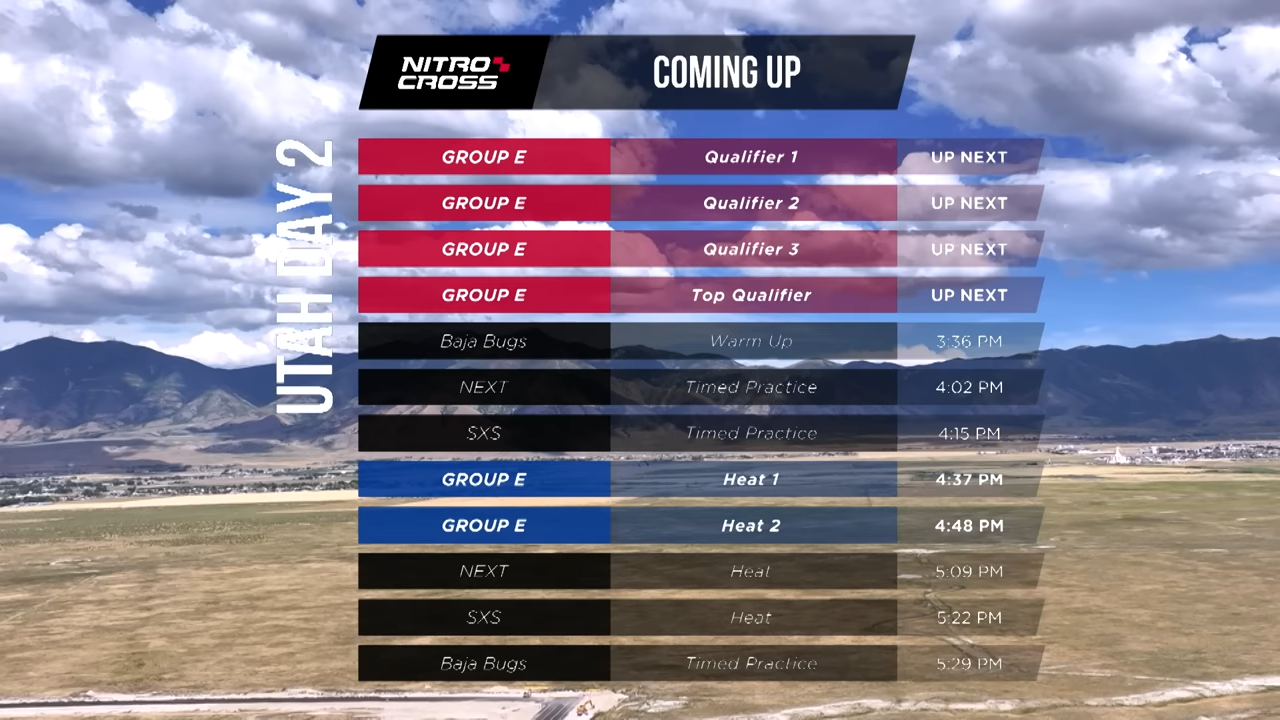 NITRO
CROSS
COMING UP
UTAH DAY 2
GROUP E Qualifier 1 UP NEXT
GROUP E Qualifier 2 UP NEXT
GROUP E Qualifier 3 UP NEXT
GROUP E Top Qualifier UP NEXT
Baja Bugs Warm Up 3:36 PM
NEXT Timed Practice 4:02 PM
SXS Timed Practice 4:15 PM
GROUP E Heat 1 4:37 PM
GROUP E Heat 2 4:48 PM
NEXT Heat 5:09 PM
SXS Heat 5:22 PM
Baja Bugs Timed Practice 5:29 PM